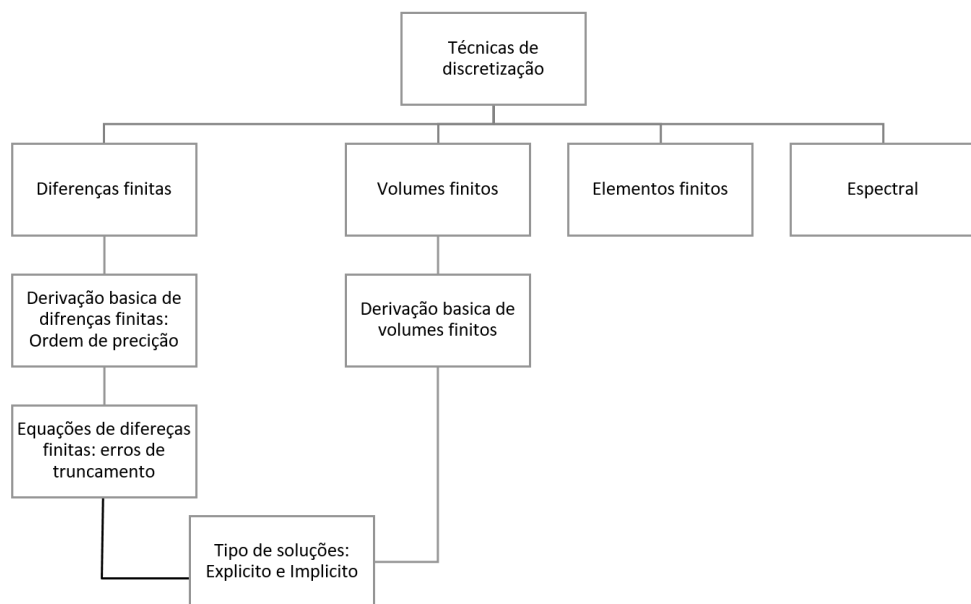 Técnicas de
discretização
Diferenças finitas
Volumes finitos
Elementos finitos
Espectral
Derivação basica de
difrenças finitas:
Ordem de precição
Derivação basica de
volumes finitos
Equações de difereças
finitas: erros de
truncamento
Tipo de soluções:
Explicito e Implicito